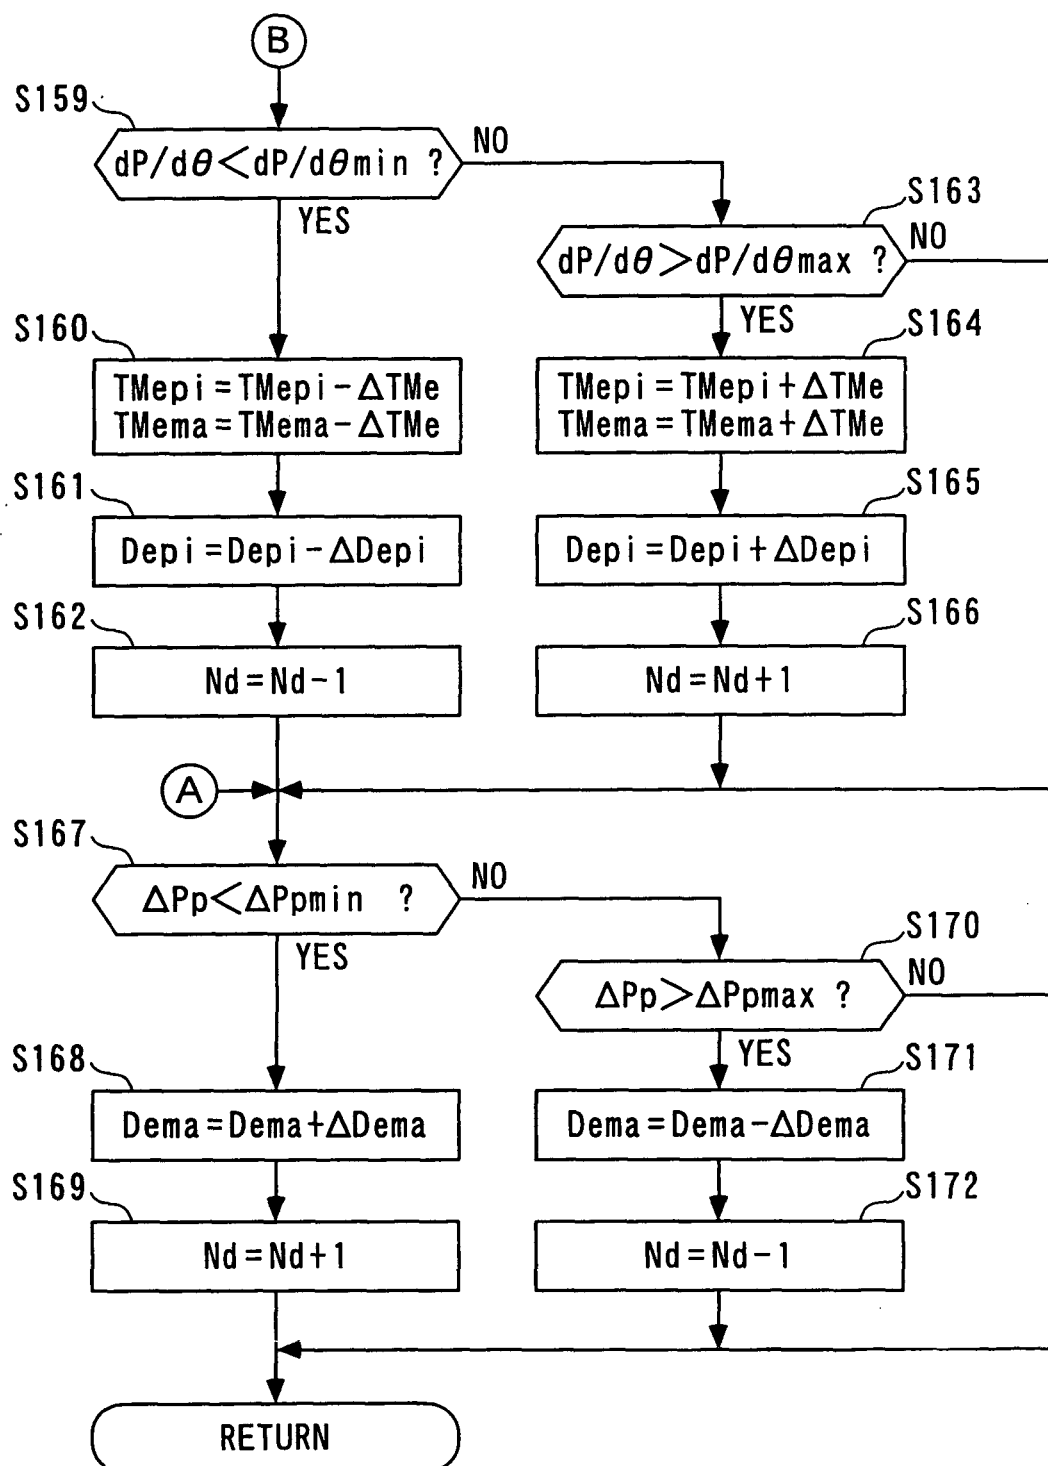 B
S159
dP/dθ<dP/dθmin ?
NO
YES
S163
dP/dθ>dP/dθmax ?
NO
YES
S160
TMepi=TMepi-ΔTMe
TMema=TMema-ΔTMe
S164
TMepi=TMepi+ΔTMe
TMema=TMema+ΔTMe
S161
Depi=Depi-ΔDepi
S165
Depi=Depi+ΔDepi
S162
Nd=Nd-1
S166
Nd=Nd+1
A
S167
ΔPp<ΔPpmin ?
NO
YES
S170
ΔPp>ΔPpmax ?
NO
YES
S168
Dema=Dema+ΔDema
S171
Dema=Dema-ΔDema
S169
Nd=Nd+1
S172
Nd=Nd-1
RETURN